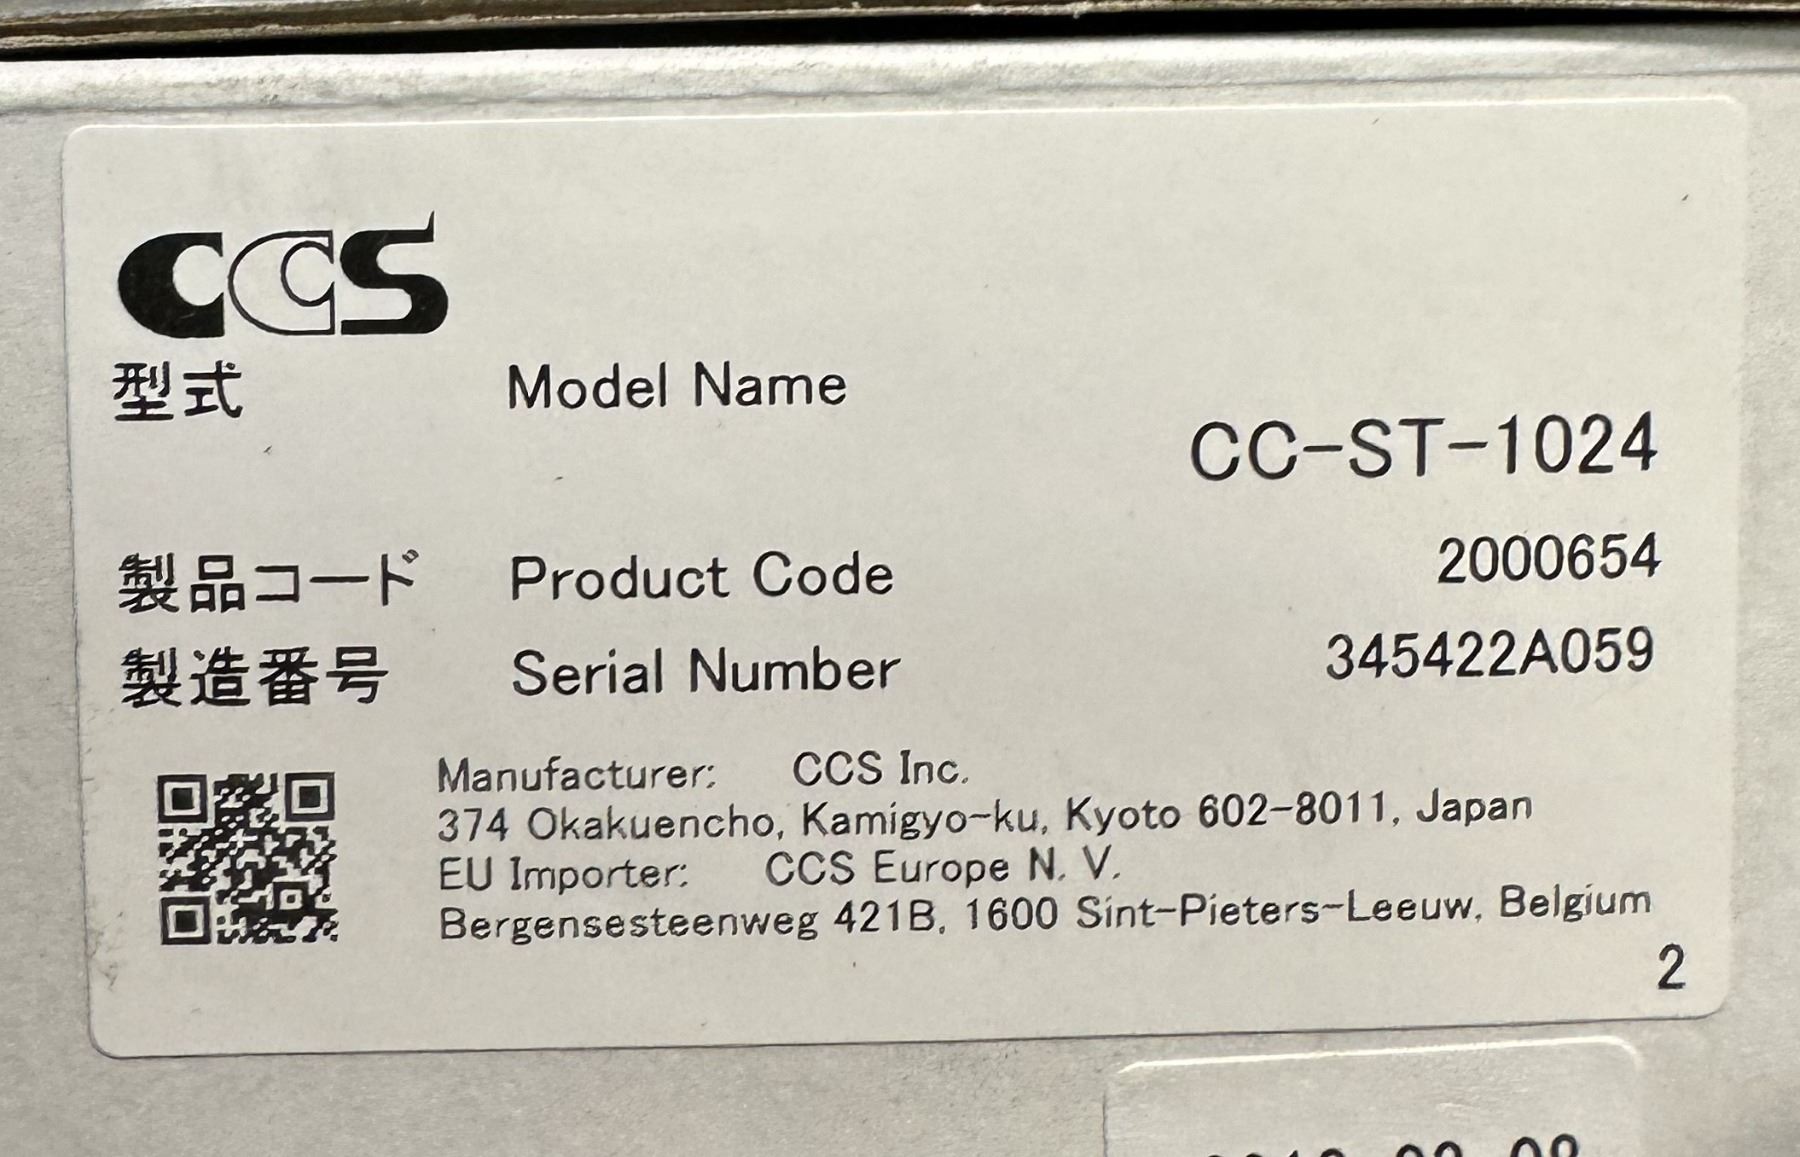 CCS
型式 Model Name
CC-ST-1024
製品コード Product Code 2000654
製造番号 Serial Number 345422A059
Manufacturer: CCS Inc.
374 Okakuencho, Kamigyo-ku, Kyoto 602-8011, Japan
EU Importer: CCS Europe N. V.
Bergensesteenweg 421B, 1600 Sint-Pieters-Leeuw, Belgium
2